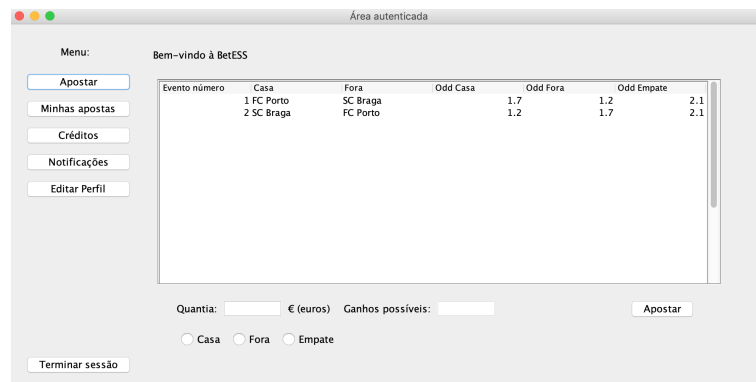 Área autenticada
Menu:
Bem-vindo à BetESS
Apostar
Minhas apostas
Créditos
Notificações
Editar Perfil
Evento número Casa Fora Odd Casa Odd Fora Odd Empate
1 FC Porto SC Braga 1.7 1.2 2.1
2 SC Braga FC Porto 1.2 1.7 2.1
Quantia: € (euros) Ganhos possíveis: Apostar
Casa Fora Empate
Terminar sessão